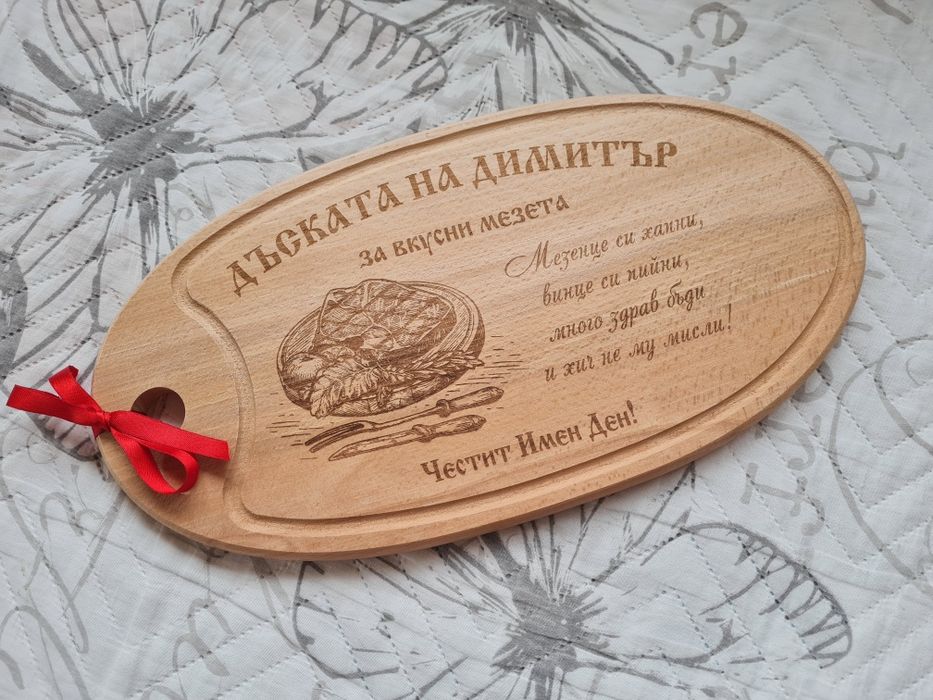 ДЪСКАТА НА ДИМИТЪР
ЗА ВКУСНИ МЕЗЕТА
Мезенце си хапни,
винце си пийни,
много здрав бъди
и хич не му мисли!
Честит Имен Ден!